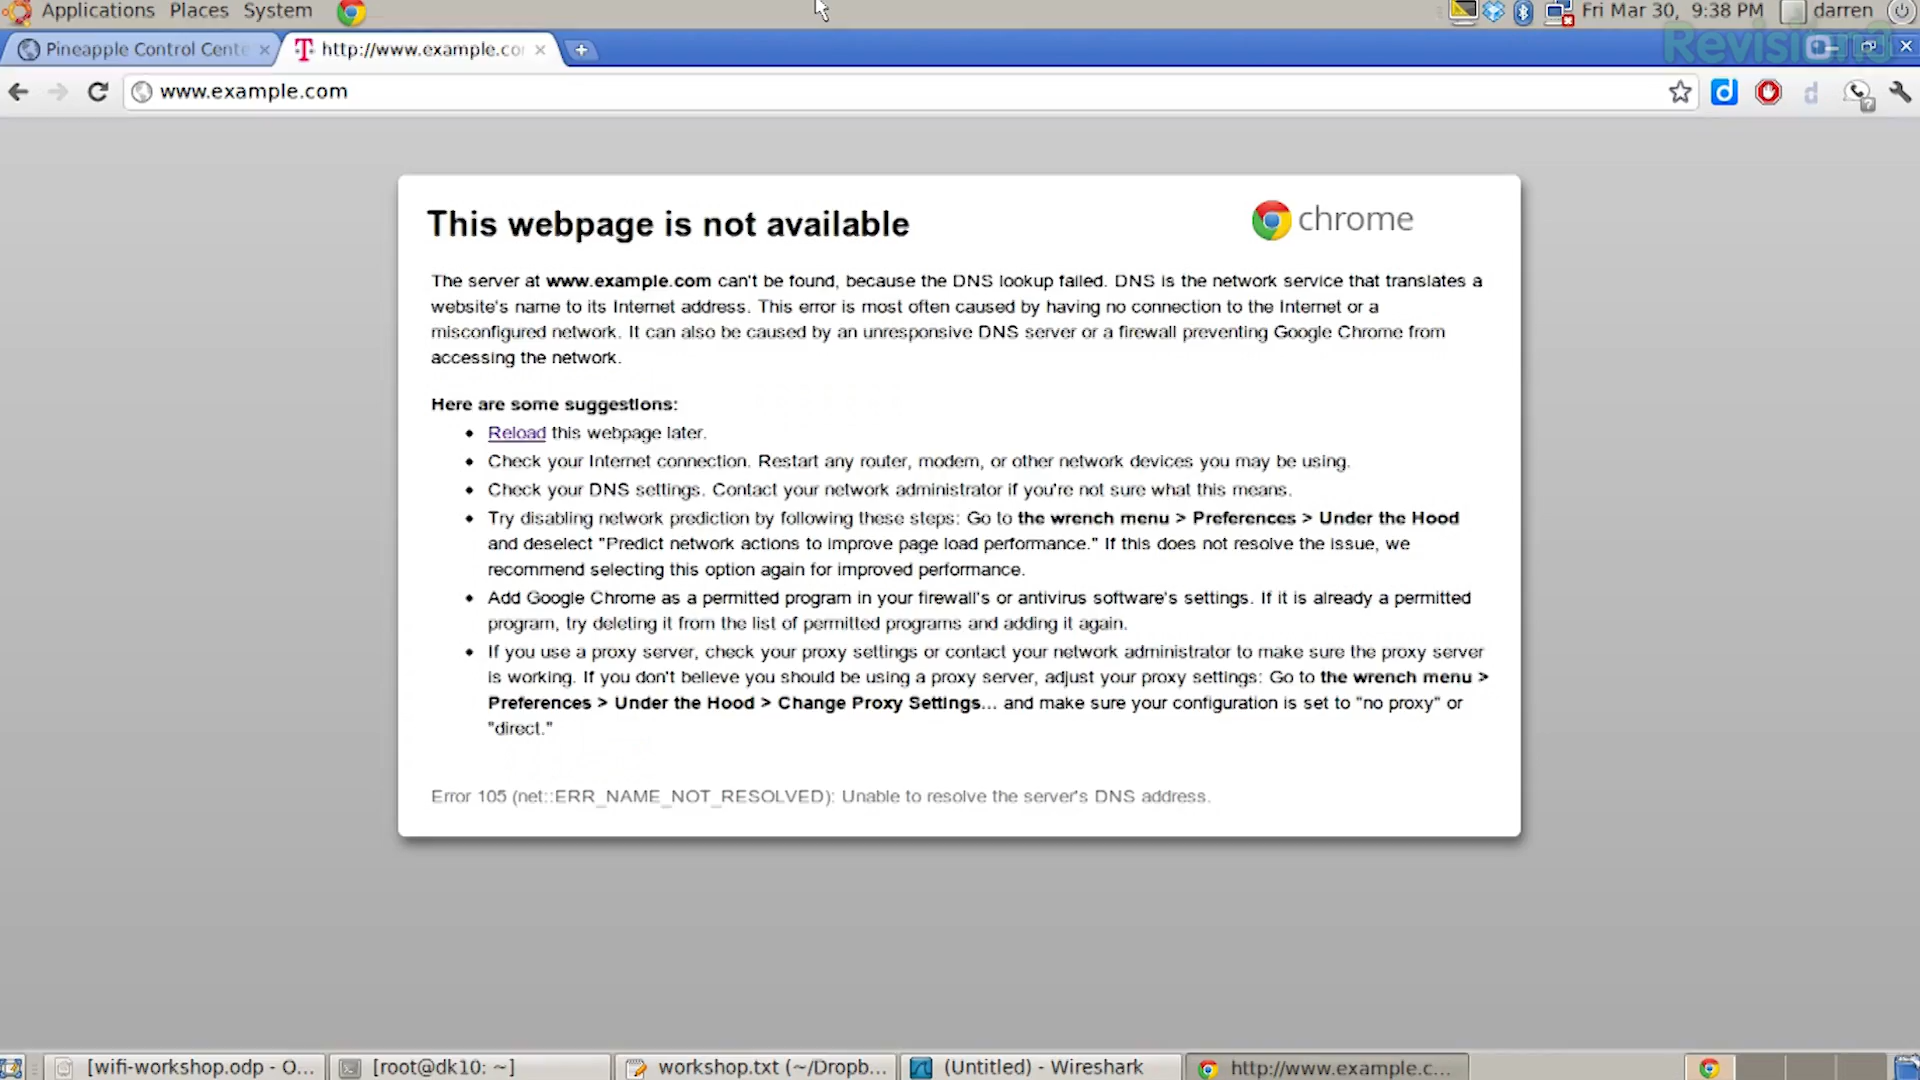 Applications Places System
Fri Mar 30, 9:38 PM darren
Revision3
Pineapple Control Cente
http://www.example.co
www.example.com
This webpage is not available
chrome
The server at www.example.com can't be found, because the DNS lookup failed. DNS is the network service that translates a
website's name to its Internet address. This error is most often caused by having no connection to the Internet or a
misconfigured network. It can also be caused by an unresponsive DNS server or a firewall preventing Google Chrome from
accessing the network.
Here are some suggestions:
Reload this webpage later.
Check your Internet connection. Restart any router, modem, or other network devices you may be using.
Check your DNS settings. Contact your network administrator if you're not sure what this means.
Try disabling network prediction by following these steps: Go to the wrench menu > Preferences > Under the Hood
and deselect "Predict network actions to improve page load performance." If this does not resolve the issue, we
recommend selecting this option again for improved performance.
Add Google Chrome as a permitted program in your firewall's or antivirus software's settings. If it is already a permitted
program, try deleting it from the list of permitted programs and adding it again.
If you use a proxy server, check your proxy settings or contact your network administrator to make sure the proxy server
is working. If you don't believe you should be using a proxy server, adjust your proxy settings: Go to the wrench menu >
Preferences > Under the Hood > Change Proxy Settings... and make sure your configuration is set to "no proxy" or
"direct."
Error 105 (net::ERR_NAME_NOT_RESOLVED): Unable to resolve the server's DNS address.
[wifi-workshop.odp - O...
[root@dk10: ~]
workshop.txt (~/Dropb...
(Untitled) - Wireshark
http://www.example.c...